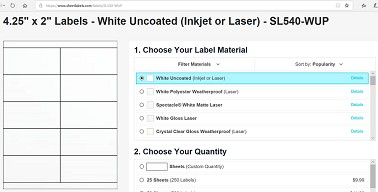 https://www.sheetlabels.com/labels/SL540-WUP
4.25" x 2" Labels - White Uncoated (Inkjet or Laser) - SL540-WUP
1. Choose Your Label Material
Filter Materials
Sort by: Popularity
White Uncoated (Inkjet or Laser) Details
White Polyester Weatherproof (Laser) Details
Spectacle® White Matte Laser Details
White Gloss Laser Details
Crystal Clear Gloss Weatherproof (Laser) Details
2. Choose Your Quantity
Sheets (Custom Quantity)
25 Sheets (250 Labels) $9.00